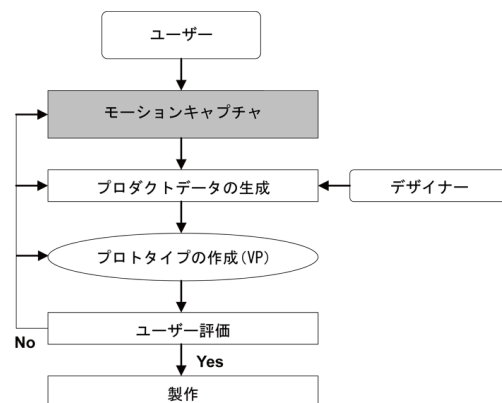 ユーザー
モーションキャプチャ
プロダクトデータの生成
デザイナー
プロトタイプの作成(VP)
ユーザー評価
No
Yes
製作